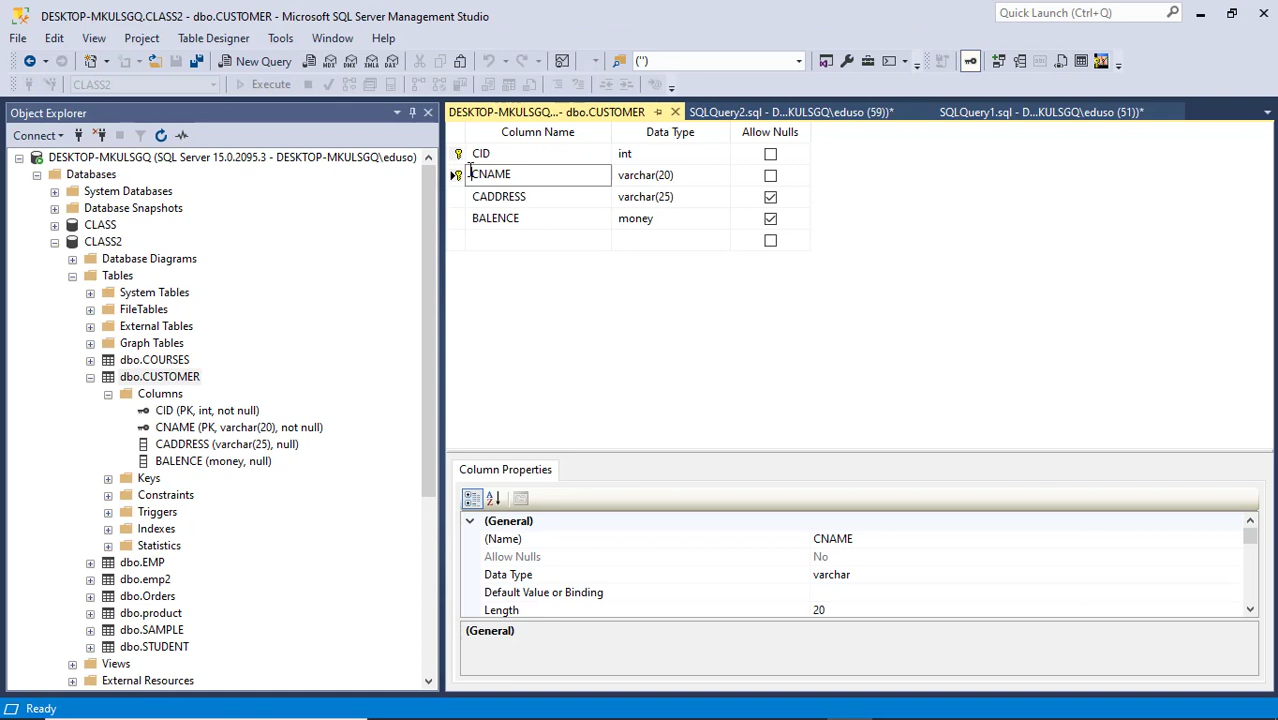 DESKTOP-MKULSGQ.CLASS2 - dbo.CUSTOMER - Microsoft SQL Server Management Studio
Quick Launch (Ctrl+Q)
File Edit View Project Table Designer Tools Window Help
New Query
('')
CLASS2
Execute
Object Explorer
Connect
DESKTOP-MKULSGQ (SQL Server 15.0.2095.3 - DESKTOP-MKULSGQ\eduso)
Databases
System Databases
Database Snapshots
CLASS
CLASS2
Database Diagrams
Tables
System Tables
FileTables
External Tables
Graph Tables
dbo.COURSES
dbo.CUSTOMER
Columns
CID (PK, int, not null)
CNAME (PK, varchar(20), not null)
CADDRESS (varchar(25), null)
BALENCE (money, null)
Keys
Constraints
Triggers
Indexes
Statistics
dbo.EMP
dbo.emp2
dbo.Orders
dbo.product
dbo.SAMPLE
dbo.STUDENT
Views
External Resources
DESKTOP-MKULSGQ...- dbo.CUSTOMER
SQLQuery2.sql - D...KULSGQ\eduso (59))*
SQLQuery1.sql - D...KULSGQ\eduso (51))*
Column Name Data Type Allow Nulls
CID int
CNAME varchar(20)
CADDRESS varchar(25)
BALENCE money
Column Properties
(General)
(Name) CNAME
Allow Nulls No
Data Type varchar
Default Value or Binding
Length 20
(General)
Ready